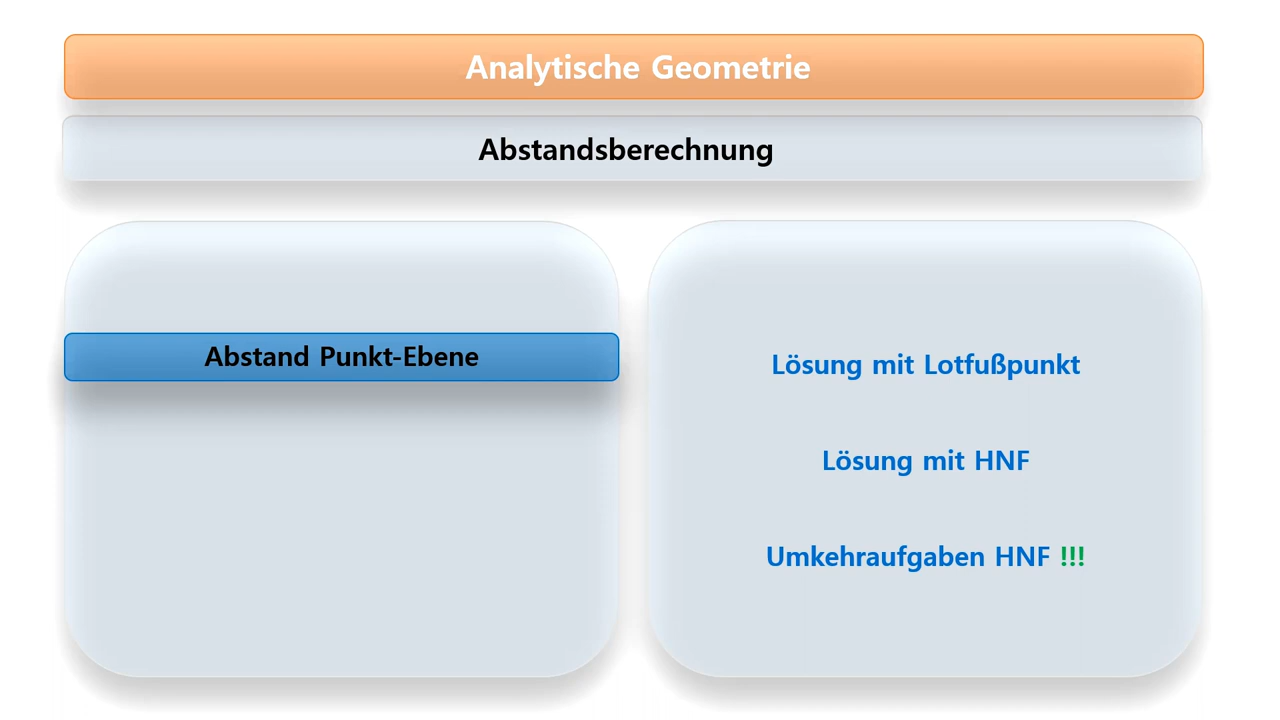 Analytische Geometrie
Abstandsberechnung
Abstand Punkt-Ebene
Lösung mit Lotfußpunkt
Lösung mit HNF
Umkehraufgaben HNF !!!